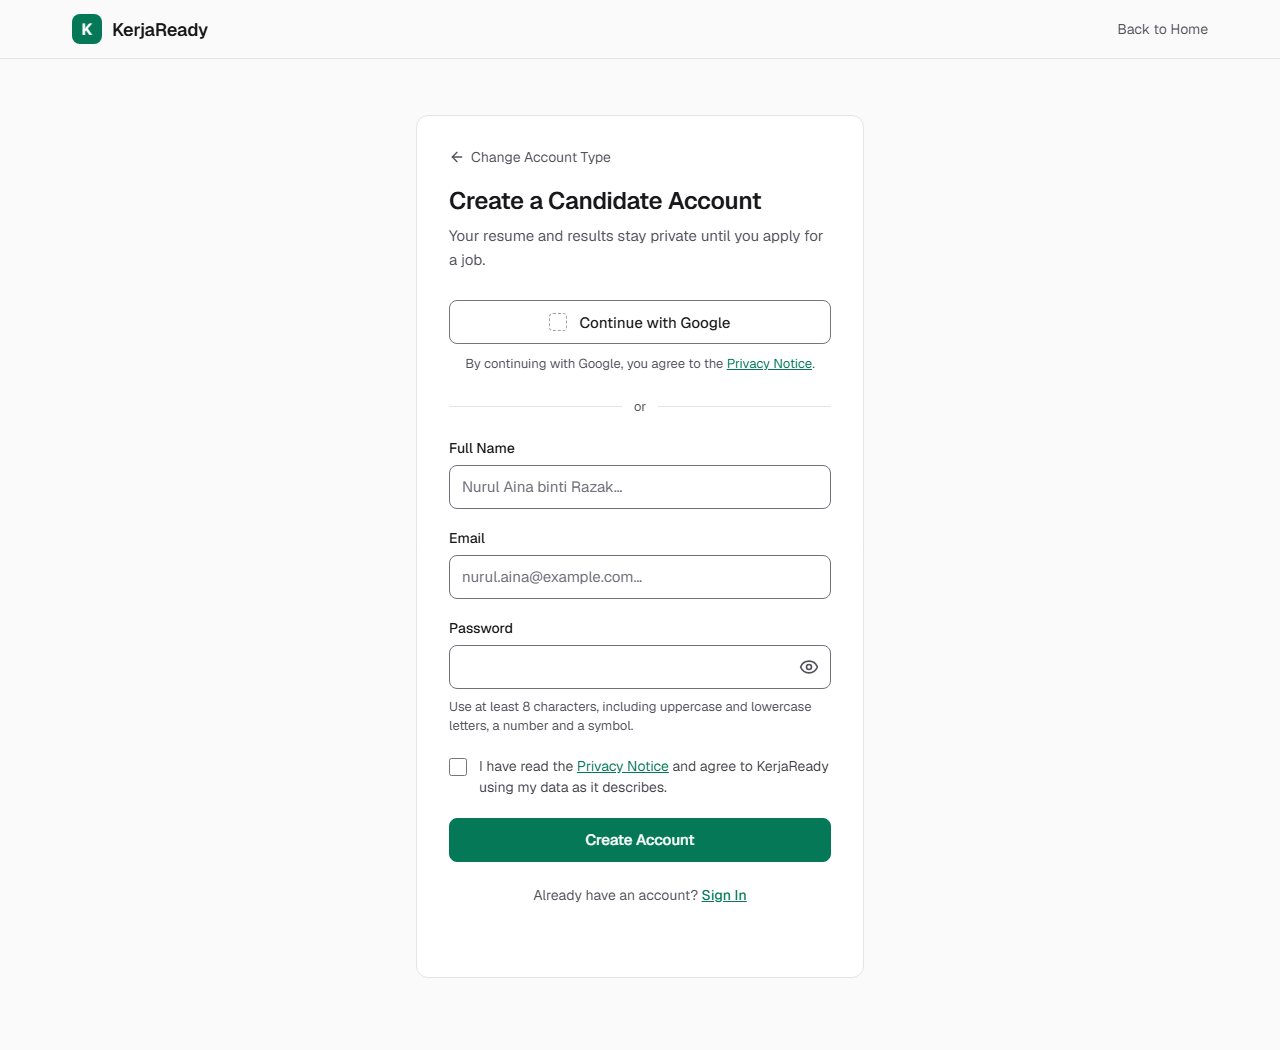 K KerjaReady
Back to Home
Change Account Type
Create a Candidate Account
Your resume and results stay private until you apply for
a job.
Continue with Google
By continuing with Google, you agree to the Privacy Notice.
or
Full Name
Nurul Aina binti Razak...
Email
nurul.aina@example.com...
Password
Use at least 8 characters, including uppercase and lowercase
letters, a number and a symbol.
I have read the Privacy Notice and agree to KerjaReady
using my data as it describes.
Create Account
Already have an account? Sign In